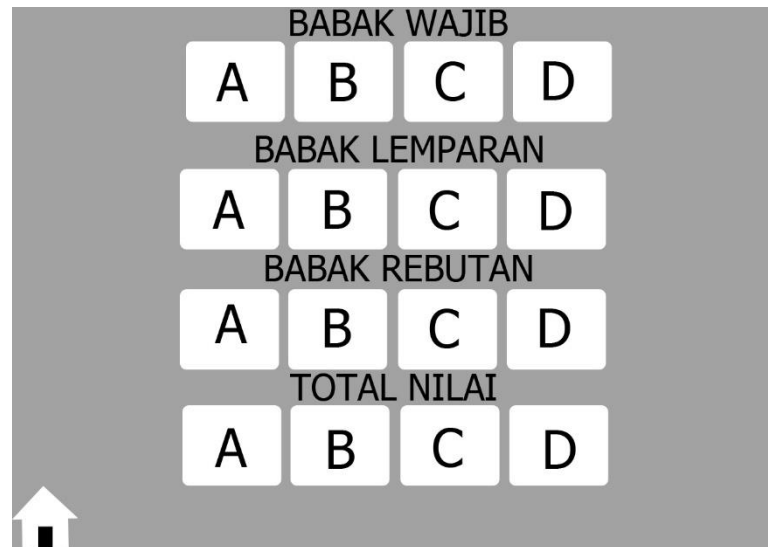 BABAK WAJIB
A B C D
BABAK LEMPARAN
A B C D
BABAK REBUTAN
A B C D
TOTAL NILAI
A B C D